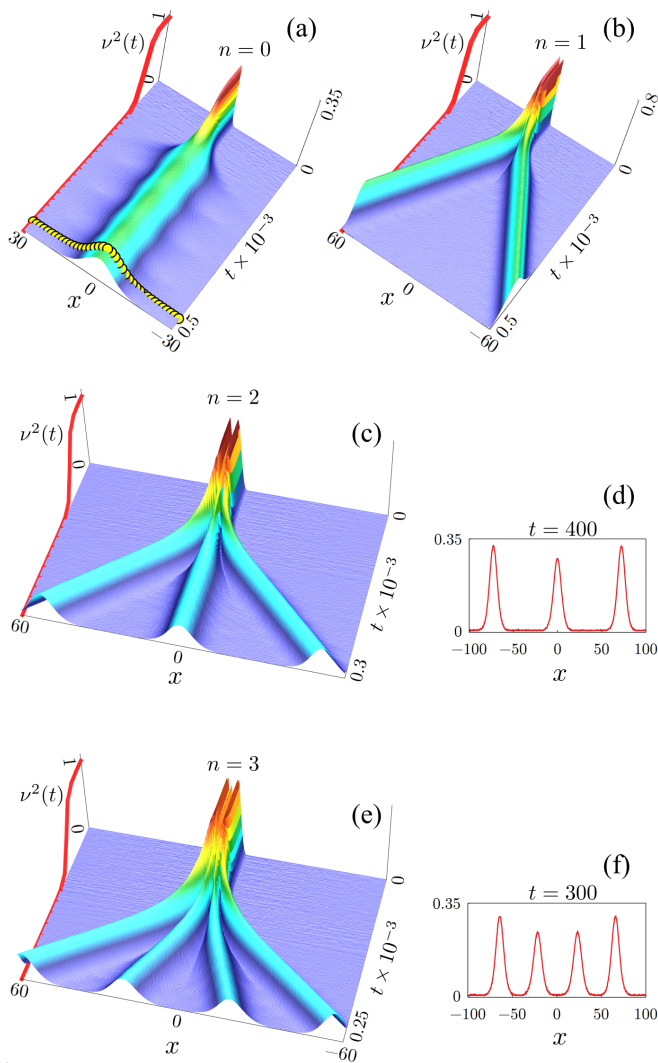 (a)
n = 0
ν²(t)
1
0
0.35
0
t × 10⁻³
0.5
30
0
−30
x
(b)
n = 1
ν²(t)
1
0
0.8
0
t × 10⁻³
0.5
60
0
−60
x
(c)
n = 2
ν²(t)
1
0
0
t × 10⁻³
0.3
60
0
x
(d)
t = 400
0.35
0
−100 −50 0 50 100
x
(e)
n = 3
ν²(t)
1
0
0
t × 10⁻³
0.25
60
0
−60
x
(f)
t = 300
0.35
0
−100 −50 0 50 100
x